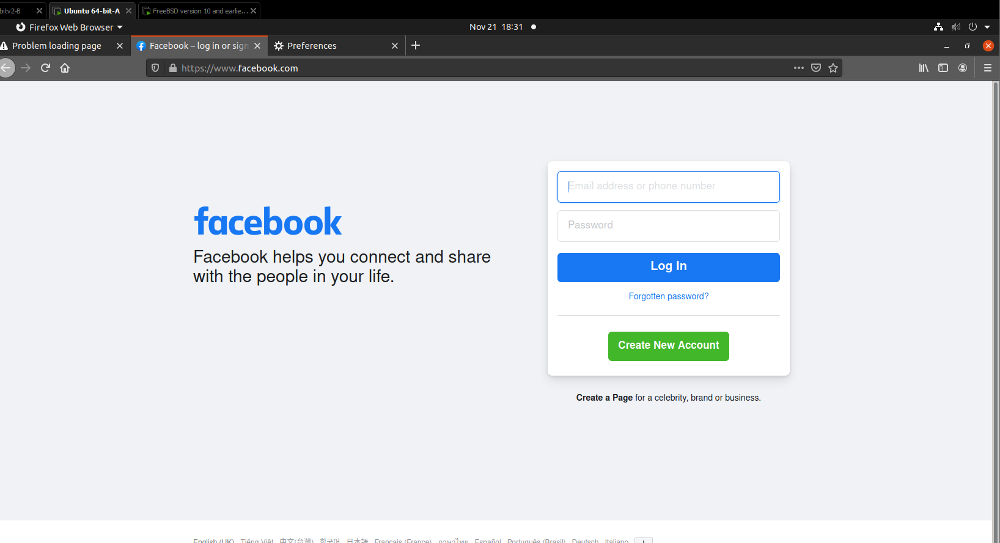 bitv2-B
Ubuntu 64-bit-A
FreeBSD version 10 and earlie...
Firefox Web Browser
Nov 21 18:31
Problem loading page
Facebook – log in or sign
Preferences
https://www.facebook.com
facebook
Facebook helps you connect and share
with the people in your life.
Email address or phone number
Password
Log In
Forgotten password?
Create New Account
Create a Page for a celebrity, brand or business.
English (UK) Tiếng Việt 中文(台灣) 한국어 日本語 Français (France) ภาษาไทย Español Português (Brasil) Deutsch Italiano